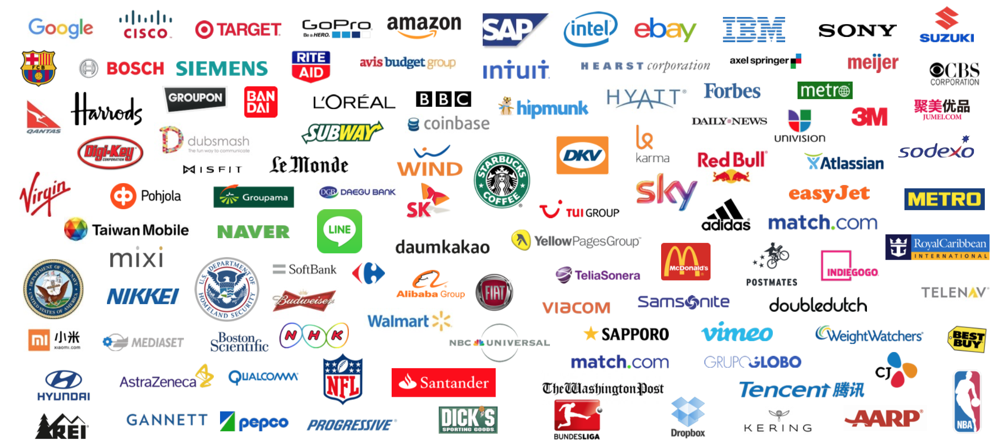 Google
CISCO
TARGET
GoPro
Be a HERO.
amazon
SAP
intel
ebay
IBM
SONY
SUZUKI
FCB
BOSCH
SIEMENS
RITE
AID
avis budget group
intuit
HEARST corporation
axel springer
meijer
CBS
CORPORATION
QANTAS
Harrods
GROUPON
BAN
DAI
L'ORÉAL
BBC
hipmunk
HYATT
Forbes
metro
聚美优品
JUMEI.COM
coinbase
DAILY NEWS
UNIVISION
3M
Digi-Key
CORPORATION
dubsmash
The fun way to communicate
SUBWAY
karma
sodexo
MISFIT
Le Monde
WIND
STARBUCKS
COFFEE
DKV
Red Bull
Atlassian
Virgin
Pohjola
Groupama
DGB DAEGU BANK
SK
TUI GROUP
sky
easyJet
METRO
Taiwan Mobile
NAVER
LINE
adidas
match.com
daumkakao
YellowPagesGroup
McDonald's
POSTMATES
INDIEGOGO
RoyalCaribbean
INTERNATIONAL
mixi
DEPARTMENT OF THE NAVY
UNITED STATES OF AMERICA
NIKKEI
U.S. DEPARTMENT OF
HOMELAND SECURITY
SoftBank
Budweiser
Alibaba Group
FIAT
TeliaSonera
VIACOM
Samsonite
doubledutch
TELENAV
Walmart
mi 小米
xiaomi.com
MEDIASET
Boston
Scientific
NHK
NBC UNIVERSAL
SAPPORO
vimeo
WeightWatchers
BEST
BUY
match.com
GRUPO GLOBO
CJ
HYUNDAI
AstraZeneca
QUALCOMM
NFL
Santander
The Washington Post
Tencent 腾讯
NBA
REI
GANNETT
pepco
PROGRESSIVE
DICK'S
SPORTING GOODS
BUNDESLIGA
Dropbox
KERING
AARP